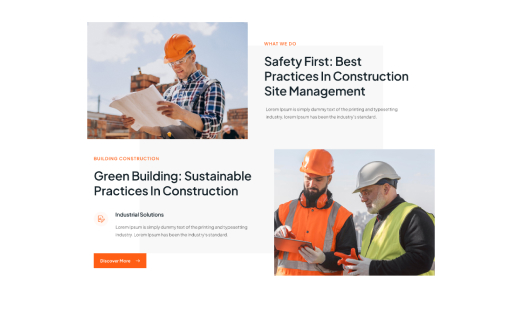 WHAT WE DO
Safety First: Best
Practices In Construction
Site Management
Lorem Ipsum is simply dummy text of the printing and typesetting
industry. lorem Ipsum has been the industry's standard.
BUILDING CONSTRUCTION
Green Building: Sustainable
Practices In Construction
Industrial Solutions
Lorem Ipsum is simply dummy text of the printing and typesetting
industry. Lorem Ipsum has been the industry's standard.
Discover More